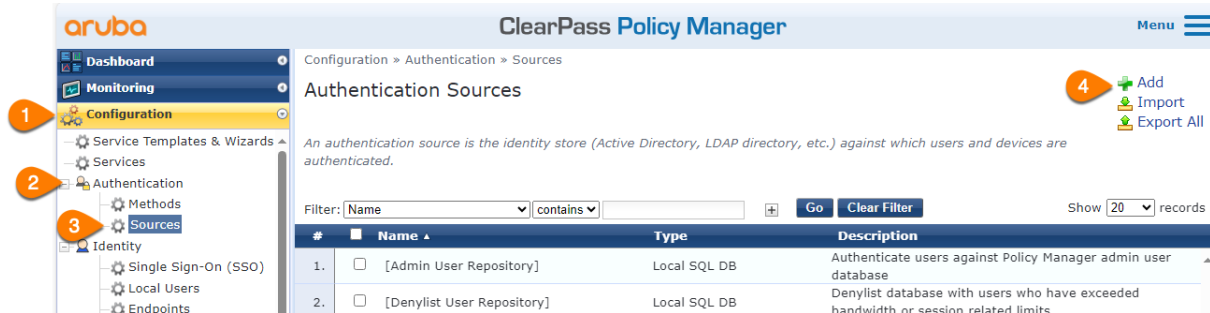 aruba
ClearPass Policy Manager
Menu
Dashboard
Monitoring
1
Configuration
Service Templates & Wizards
Services
2
Authentication
Methods
3
Sources
Identity
Single Sign-On (SSO)
Local Users
Endpoints
Configuration » Authentication » Sources
Authentication Sources
4
Add
Import
Export All
An authentication source is the identity store (Active Directory, LDAP directory, etc.) against which users and devices are
authenticated.
Filter: Name contains + Go Clear Filter Show 20 records
# Name ▲ Type Description
1. [Admin User Repository] Local SQL DB Authenticate users against Policy Manager admin user
database
2. [Denylist User Repository] Local SQL DB Denylist database with users who have exceeded
bandwidth or session related limits